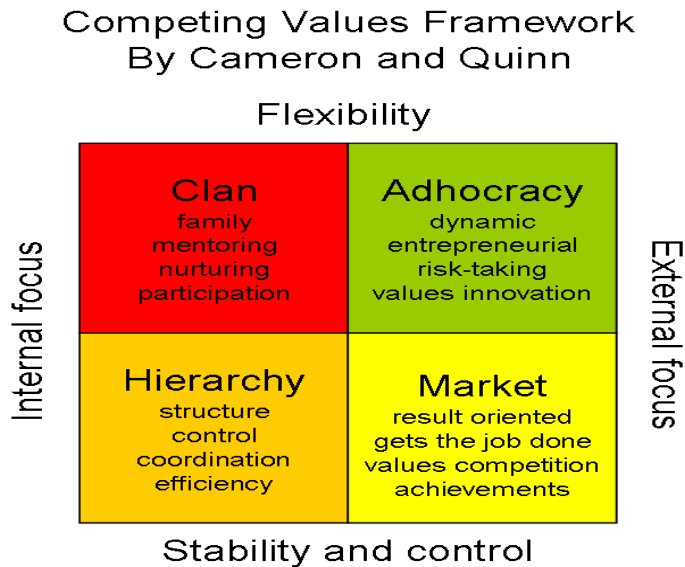 Competing Values Framework
By Cameron and Quinn
Flexibility
Internal focus
Clan
family
mentoring
nurturing
participation
Adhocracy
dynamic
entrepreneurial
risk-taking
values innovation
External focus
Hierarchy
structure
control
coordination
efficiency
Market
result oriented
gets the job done
values competition
achievements
Stability and control